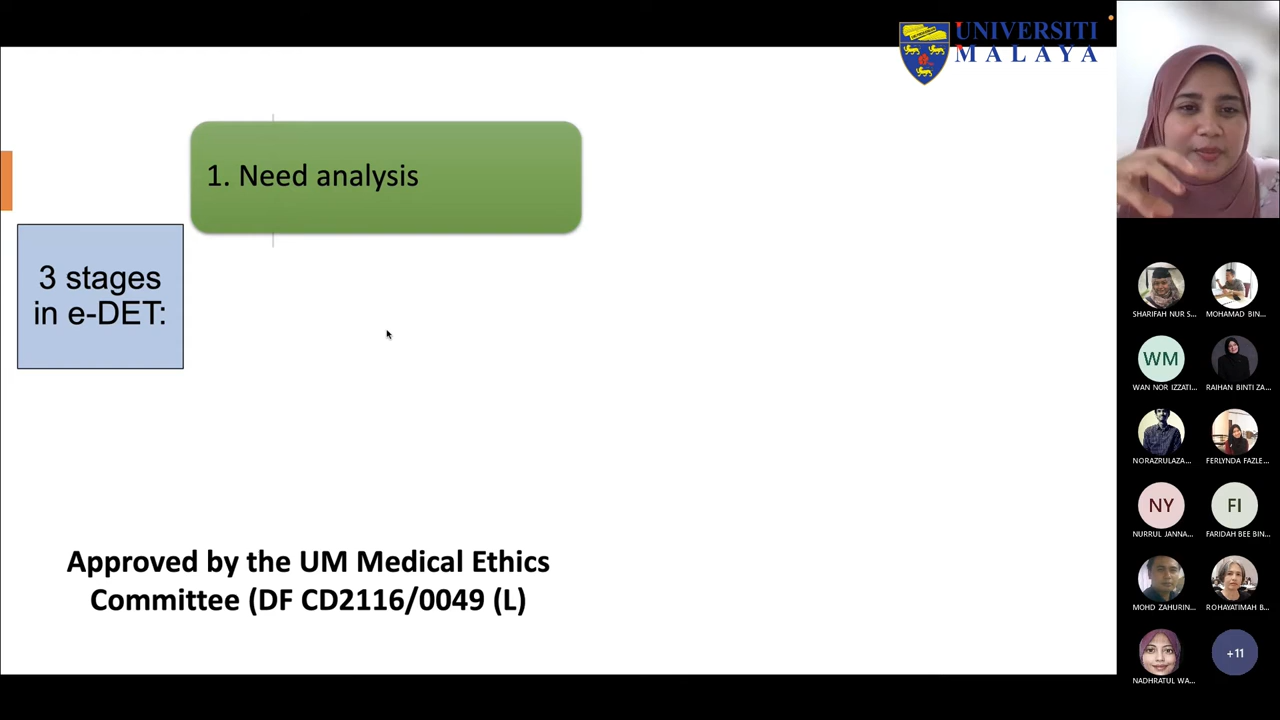 UNIVERSITI
MALAYA
1. Need analysis
3 stages
in e-DET:
Approved by the UM Medical Ethics
Committee (DF CD2116/0049 (L)
SHARIFAH NUR S...
MOHAMAD BIN...
WM
WAN NOR IZZATI...
RAIHAN BINTI ZA...
NORAZRULAZA...
FERLYNDA FAZLE...
NY
NURRUL JANNA...
FI
FARIDAH BEE BIN...
MOHD ZAHURIN...
ROHAYATIMAH B...
NADHRATUL WA...
+11